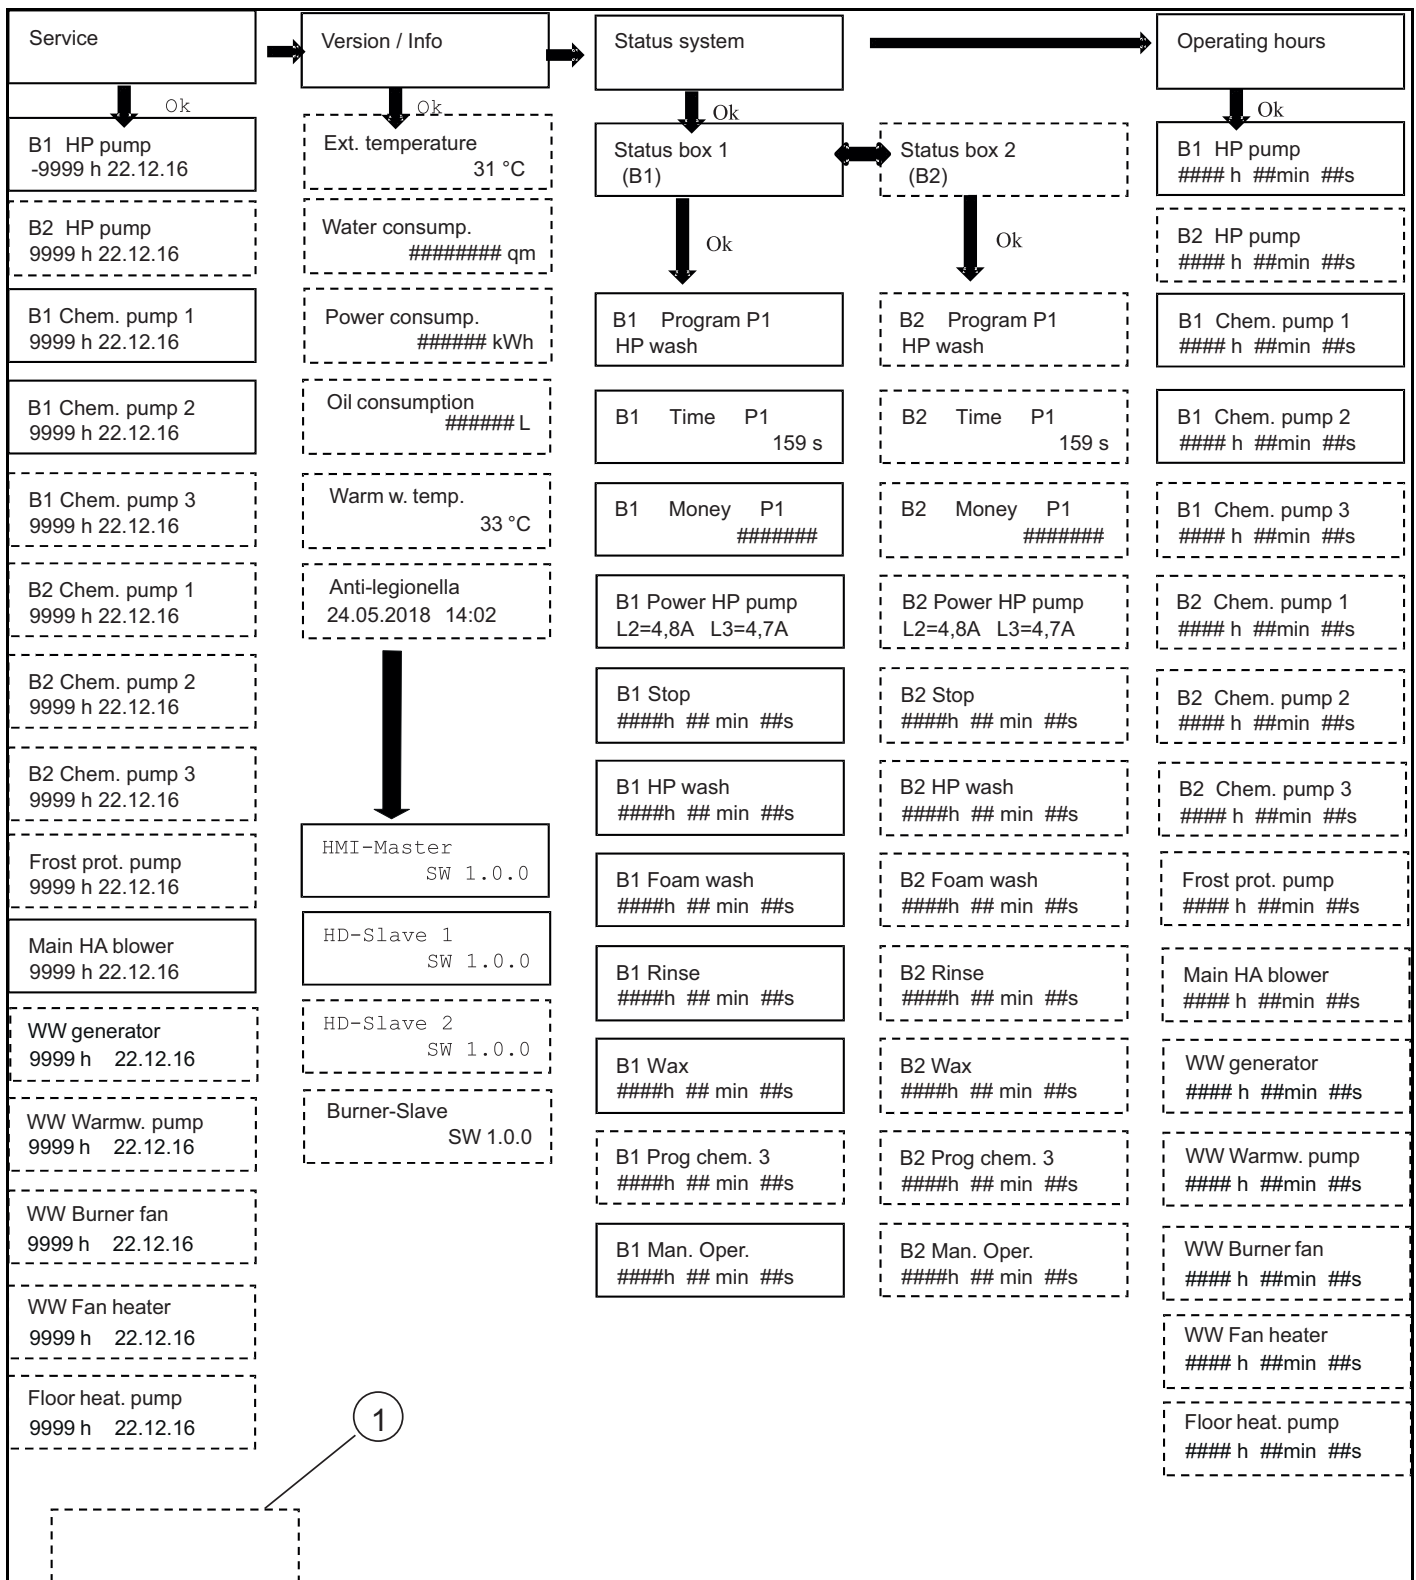 Service
Ok
B1 HP pump
-9999 h 22.12.16
B2 HP pump
9999 h 22.12.16
B1 Chem. pump 1
9999 h 22.12.16
B1 Chem. pump 2
9999 h 22.12.16
B1 Chem. pump 3
9999 h 22.12.16
B2 Chem. pump 1
9999 h 22.12.16
B2 Chem. pump 2
9999 h 22.12.16
B2 Chem. pump 3
9999 h 22.12.16
Frost prot. pump
9999 h 22.12.16
Main HA blower
9999 h 22.12.16
WW generator
9999 h 22.12.16
WW Warmw. pump
9999 h 22.12.16
WW Burner fan
9999 h 22.12.16
WW Fan heater
9999 h 22.12.16
Floor heat. pump
9999 h 22.12.16
Version / Info
Ok
Ext. temperature
31 °C
Water consump.
######## qm
Power consump.
###### kWh
Oil consumption
###### L
Warm w. temp.
33 °C
Anti-legionella
24.05.2018 14:02
HMI-Master
SW 1.0.0
HD-Slave 1
SW 1.0.0
HD-Slave 2
SW 1.0.0
Burner-Slave
SW 1.0.0
1
Status system
Ok
Status box 1
(B1)
Ok
B1 Program P1
HP wash
B1 Time P1
159 s
B1 Money P1
#######
B1 Power HP pump
L2=4,8A L3=4,7A
B1 Stop
####h ## min ##s
B1 HP wash
####h ## min ##s
B1 Foam wash
####h ## min ##s
B1 Rinse
####h ## min ##s
B1 Wax
####h ## min ##s
B1 Prog chem. 3
####h ## min ##s
B1 Man. Oper.
####h ## min ##s
Status box 2
(B2)
Ok
B2 Program P1
HP wash
B2 Time P1
159 s
B2 Money P1
#######
B2 Power HP pump
L2=4,8A L3=4,7A
B2 Stop
####h ## min ##s
B2 HP wash
####h ## min ##s
B2 Foam wash
####h ## min ##s
B2 Rinse
####h ## min ##s
B2 Wax
####h ## min ##s
B2 Prog chem. 3
####h ## min ##s
B2 Man. Oper.
####h ## min ##s
Operating hours
Ok
B1 HP pump
#### h ##min ##s
B2 HP pump
#### h ##min ##s
B1 Chem. pump 1
#### h ##min ##s
B1 Chem. pump 2
#### h ##min ##s
B1 Chem. pump 3
#### h ##min ##s
B2 Chem. pump 1
#### h ##min ##s
B2 Chem. pump 2
#### h ##min ##s
B2 Chem. pump 3
#### h ##min ##s
Frost prot. pump
#### h ##min ##s
Main HA blower
#### h ##min ##s
WW generator
#### h ##min ##s
WW Warmw. pump
#### h ##min ##s
WW Burner fan
#### h ##min ##s
WW Fan heater
#### h ##min ##s
Floor heat. pump
#### h ##min ##s